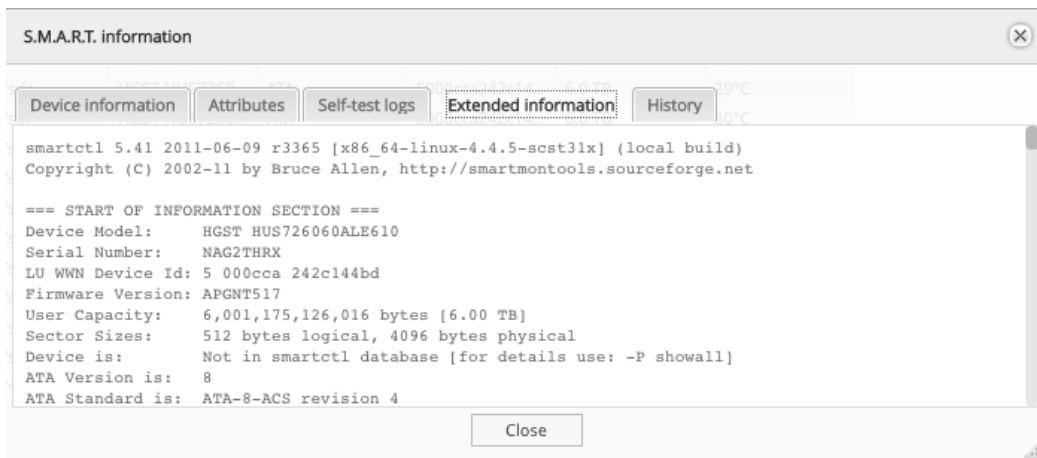 S.M.A.R.T. information
Device information Attributes Self-test logs Extended information History
smartctl 5.41 2011-06-09 r3365 [x86_64-linux-4.4.5-scst31x] (local build)
Copyright (C) 2002-11 by Bruce Allen, http://smartmontools.sourceforge.net
=== START OF INFORMATION SECTION ===
Device Model: HGST HUS726060ALE610
Serial Number: NAG2THRX
LU WWN Device Id: 5 000cca 242c144bd
Firmware Version: APGNT517
User Capacity: 6,001,175,126,016 bytes [6.00 TB]
Sector Sizes: 512 bytes logical, 4096 bytes physical
Device is: Not in smartctl database [for details use: -P showall]
ATA Version is: 8
ATA Standard is: ATA-8-ACS revision 4
Close